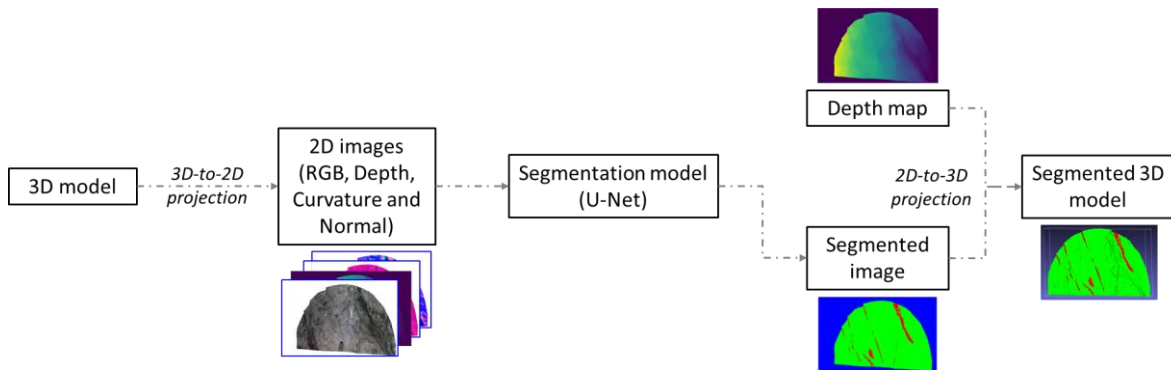 3D model
3D-to-2D
projection
2D images
(RGB, Depth,
Curvature and
Normal)
Segmentation model
(U-Net)
Depth map
Segmented
image
2D-to-3D
projection
Segmented 3D
model